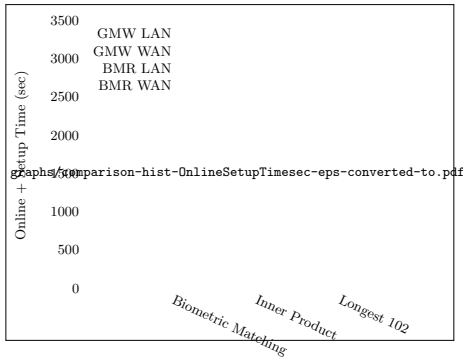 3500
3000
2500
2000
1500
1000
500
0
Online + Setup Time (sec)
GMW LAN
GMW WAN
BMR LAN
BMR WAN
graphs/comparison-hist-OnlineSetupTimesec-eps-converted-to.pdf
Biometric Matching
Inner Product
Longest 102